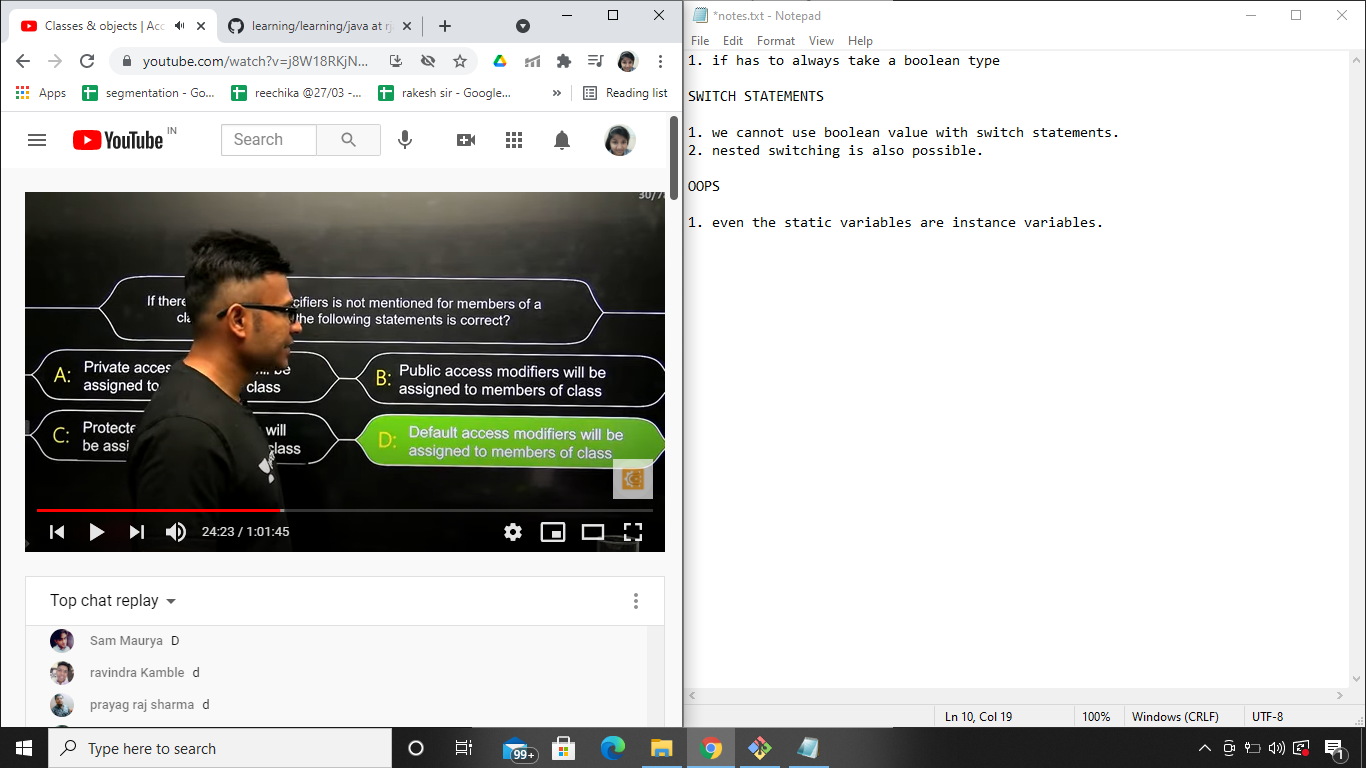 Classes & objects | Acc
learning/learning/java at rj
youtube.com/watch?v=j8W18RKjN...
Apps
segmentation - Go...
reechika @27/03 -...
rakesh sir - Google...
»
Reading list
YouTube IN
Search
30/7
If there cifiers is not mentioned for members of a
cla the following statements is correct?
A: Private acces will be
assigned to class
B: Public access modifiers will be
assigned to members of class
C: Protecte will
be assi class
D: Default access modifiers will be
assigned to members of class
24:23 / 1:01:45
Top chat replay
Sam Maurya D
ravindra Kamble d
prayag raj sharma d
*notes.txt - Notepad
File Edit Format View Help
1. if has to always take a boolean type
SWITCH STATEMENTS
1. we cannot use boolean value with switch statements.
2. nested switching is also possible.
OOPS
1. even the static variables are instance variables.
Ln 10, Col 19
100%
Windows (CRLF)
UTF-8
Type here to search
99+
1